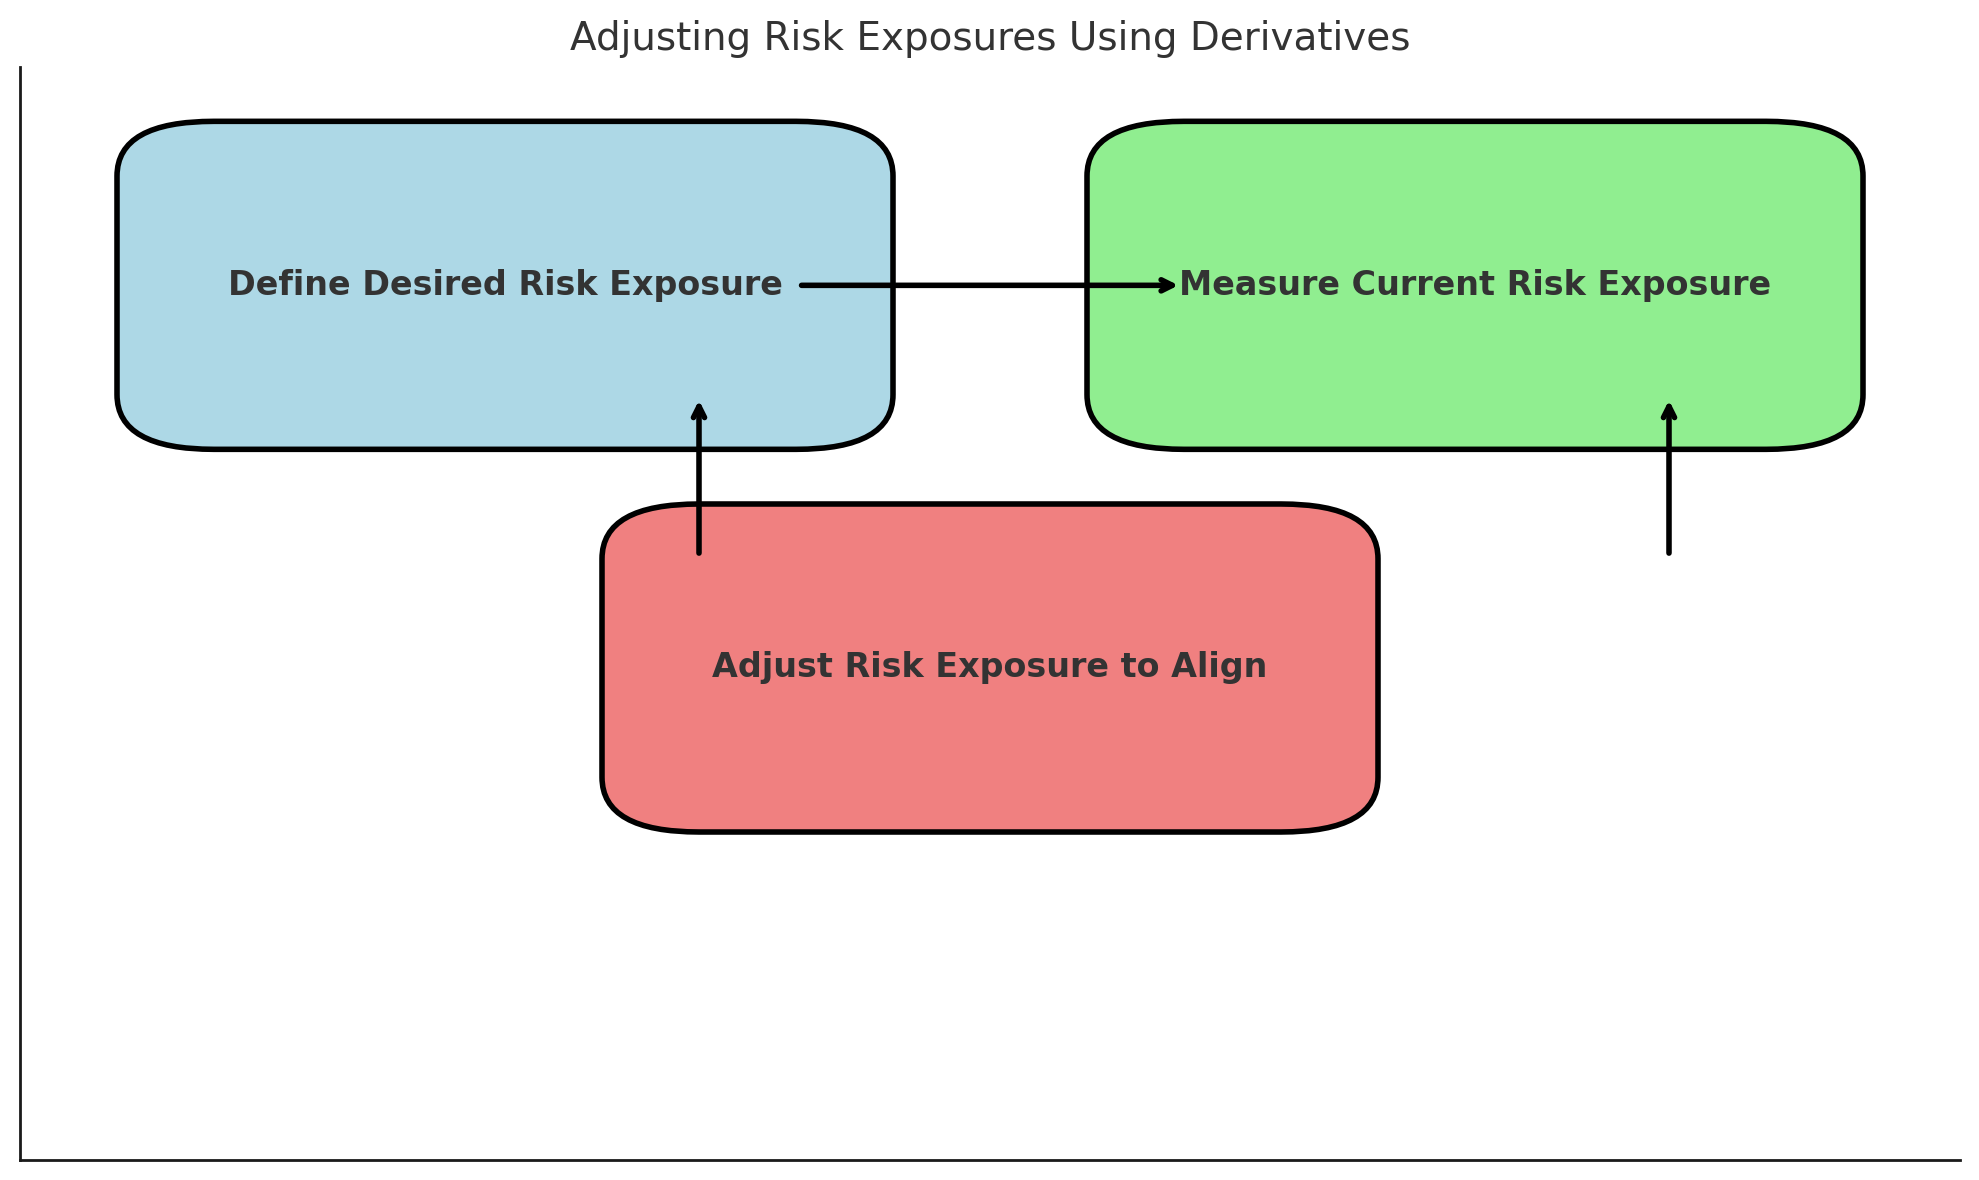 Adjusting Risk Exposures Using Derivatives
Define Desired Risk Exposure
Measure Current Risk Exposure
Adjust Risk Exposure to Align